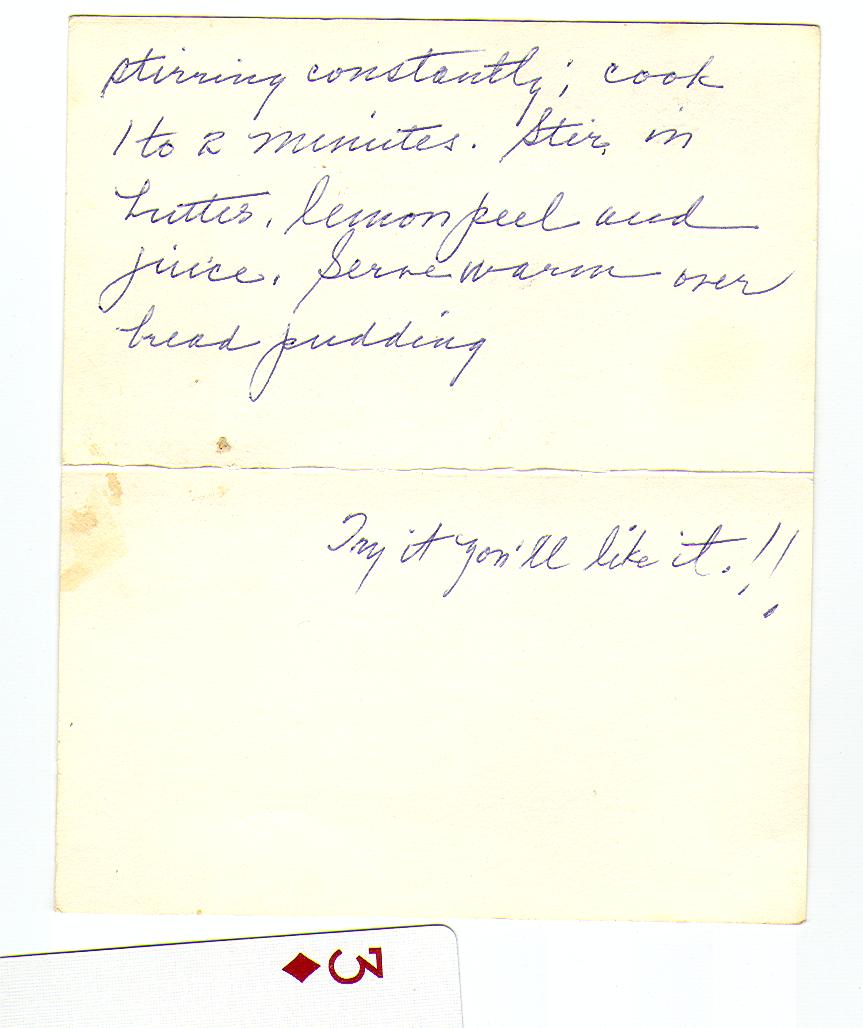 stirring constantly; cook
1 to 2 minutes. Stir in
butter, lemon peel and
juice. Serve warm over
bread pudding
Try it you'll like it.!!
3